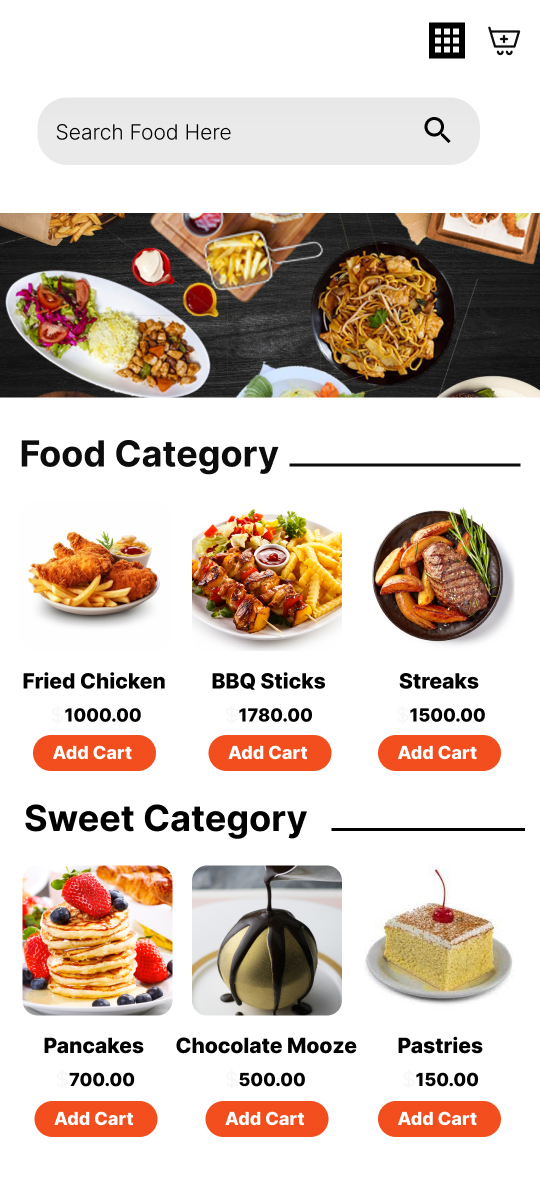 Search Food Here
Food Category
Fried Chicken BBQ Sticks Streaks
$1000.00 $1780.00 $1500.00
Add Cart Add Cart Add Cart
Sweet Category
Pancakes Chocolate Mooze Pastries
$700.00 $500.00 $150.00
Add Cart Add Cart Add Cart